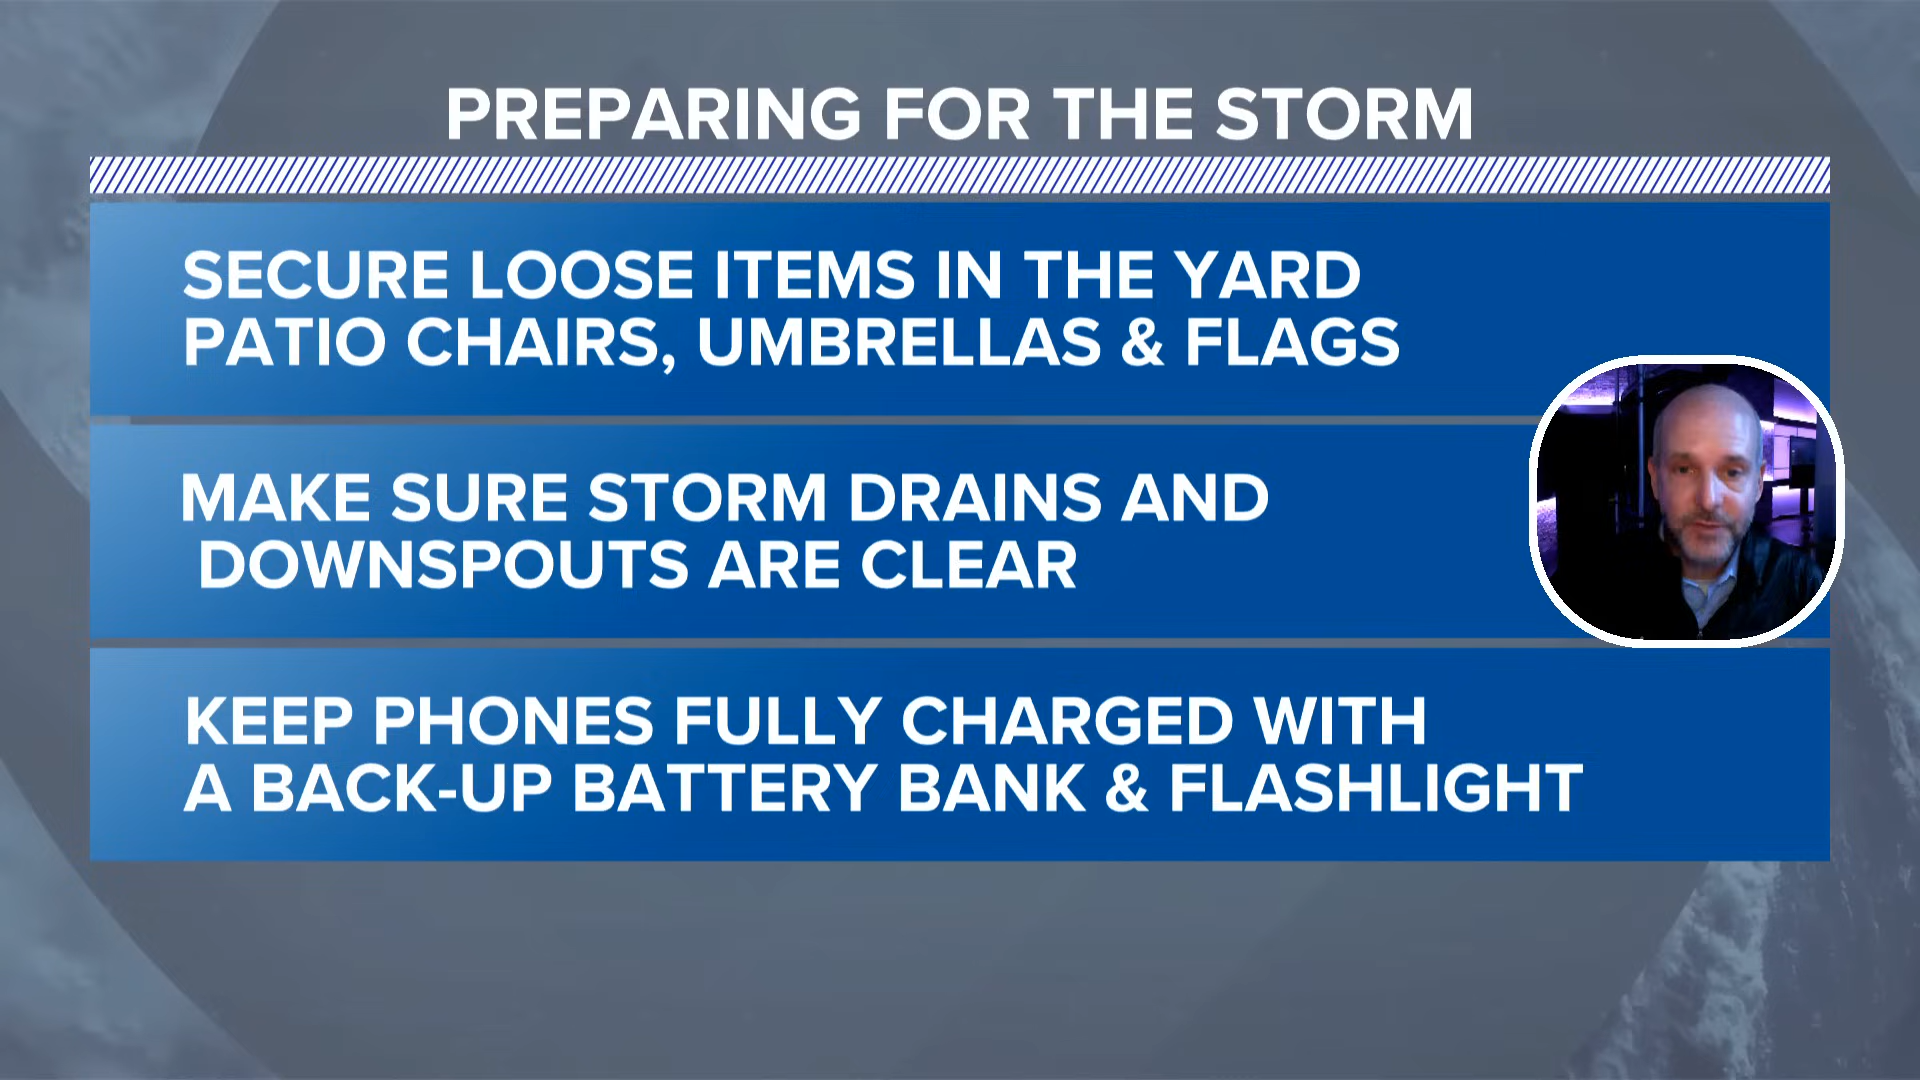 PREPARING FOR THE STORM
SECURE LOOSE ITEMS IN THE YARD
PATIO CHAIRS, UMBRELLAS & FLAGS
MAKE SURE STORM DRAINS AND
DOWNSPOUTS ARE CLEAR
KEEP PHONES FULLY CHARGED WITH
A BACK-UP BATTERY BANK & FLASHLIGHT